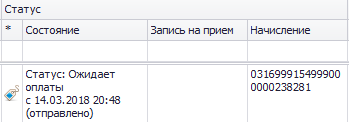 Статус
* Состояние Запись на прием Начисление
Статус: Ожидает
оплаты
с 14.03.2018 20:48
(отправлено)
031699915499900
0000238281